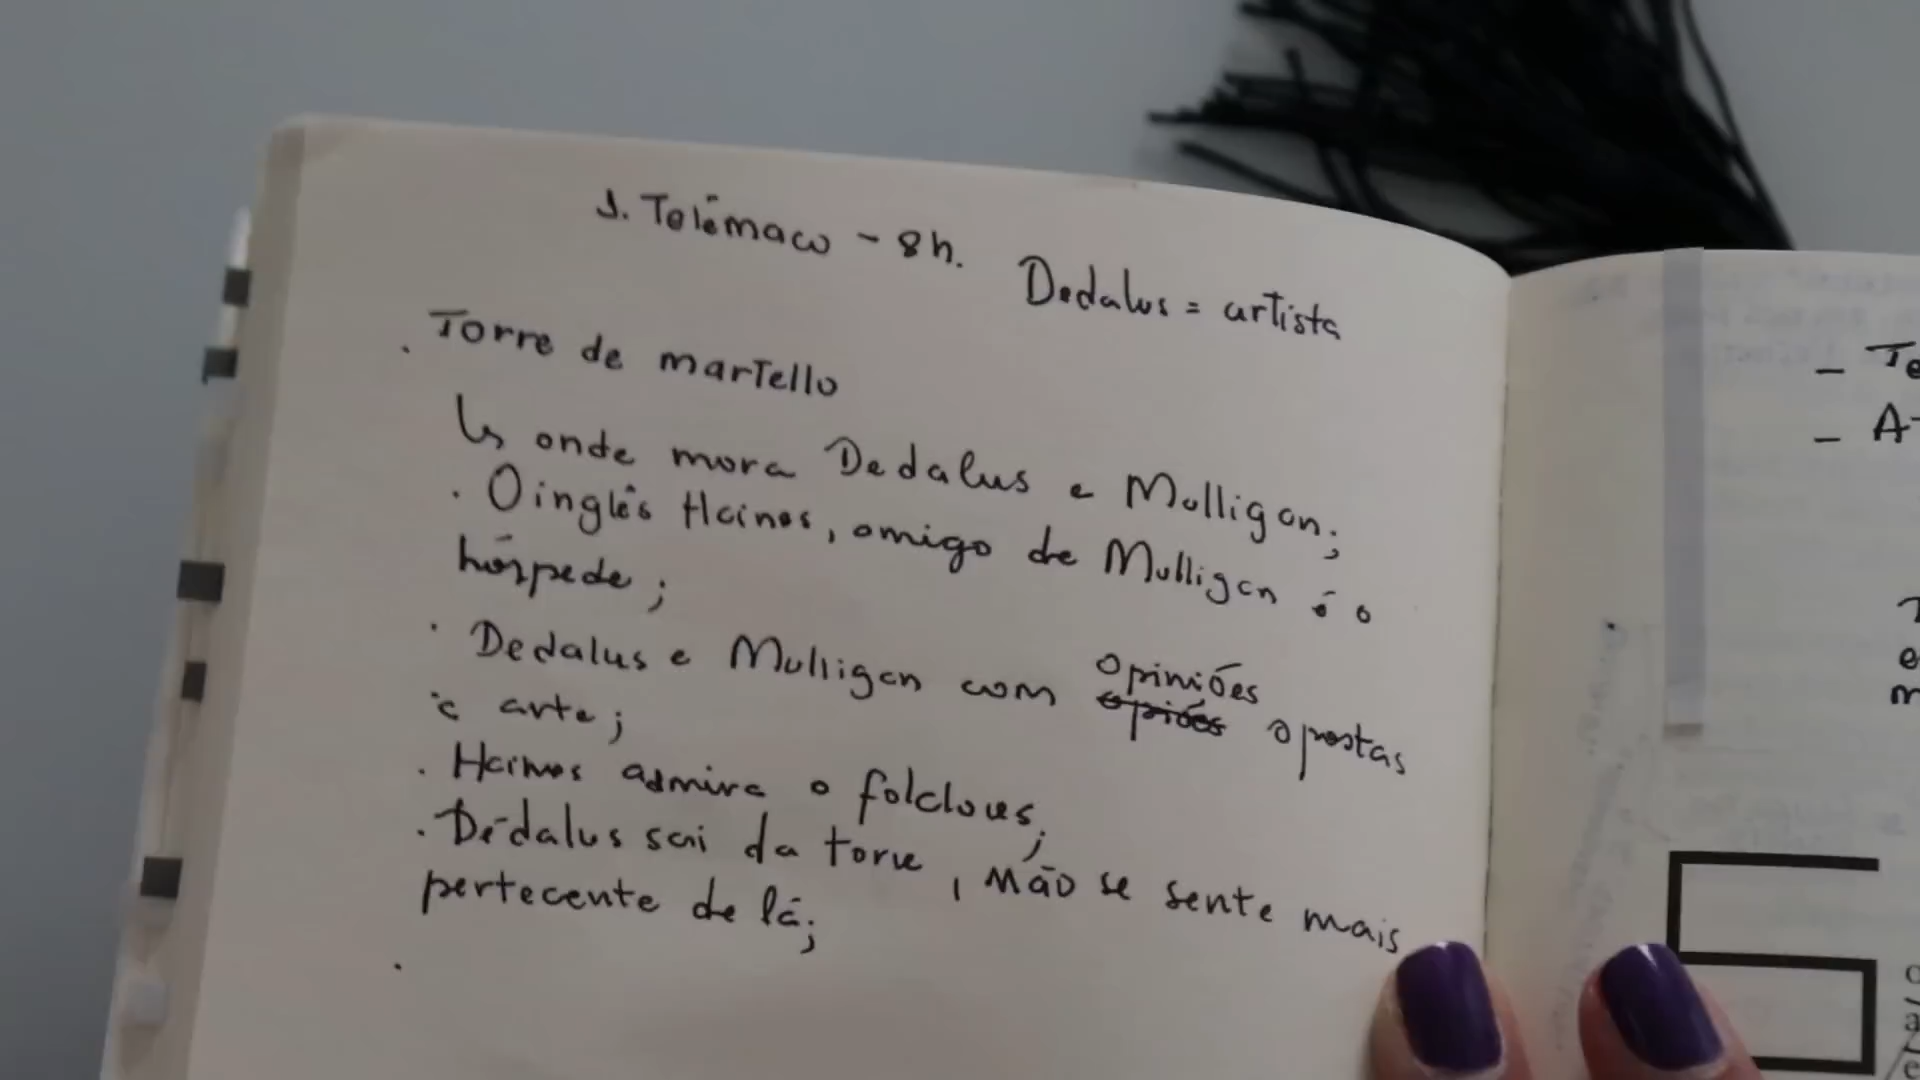 1. Telêmaco - 8h.
Dedalus = artista
. Torre de martello
↳ onde mora Dedalus e Mulligan;
. O inglês Haines, amigo de Mulligan é o
hóspede;
. Dedalus e Mulligan com opiniões opostas
opiões
à arte;
. Haines admira o folclores;
. Dédalus sai da torre, não se sente mais
pertecente de lá;
.
- Te
- A
e
m
a
e